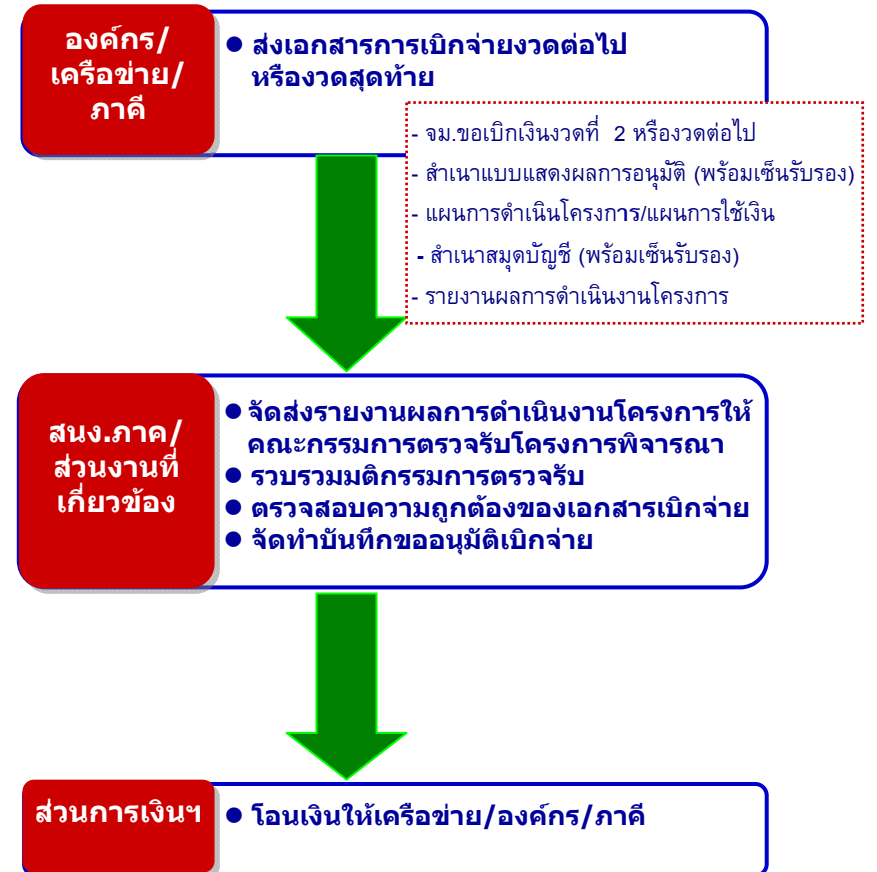 องค์กร/
เครือข่าย/
ภาคี
● ส่งเอกสารการเบิกจ่ายงวดต่อไป
หรืองวดสุดท้าย
- จม.ขอเบิกเงินงวดที่ 2 หรืองวดต่อไป
- สำเนาแบบแสดงผลการอนุมัติ (พร้อมเซ็นรับรอง)
- แผนการดำเนินโครงการ/แผนการใช้เงิน
- สำเนาสมุดบัญชี (พร้อมเซ็นรับรอง)
- รายงานผลการดำเนินงานโครงการ
สนง.ภาค/
ส่วนงานที่
เกี่ยวข้อง
● จัดส่งรายงานผลการดำเนินงานโครงการให้
คณะกรรมการตรวจรับโครงการพิจารณา
● รวบรวมมติกรรมการตรวจรับ
● ตรวจสอบความถูกต้องของเอกสารเบิกจ่าย
● จัดทำบันทึกขออนุมัติเบิกจ่าย
ส่วนการเงินฯ
● โอนเงินให้เครือข่าย/องค์กร/ภาคี